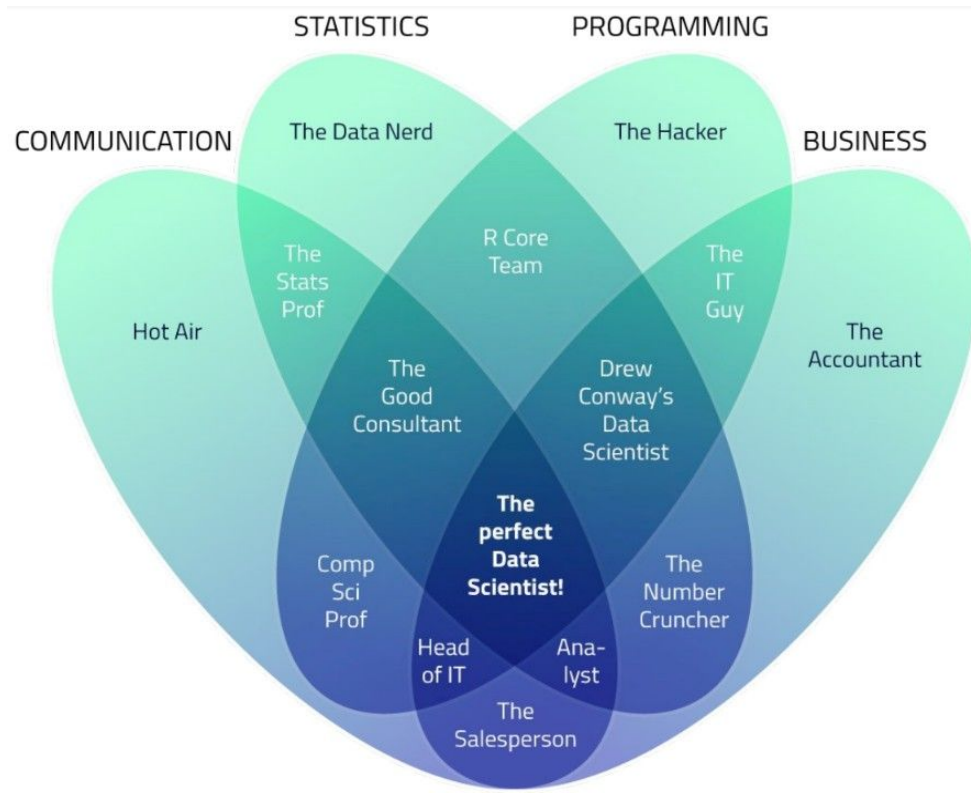 STATISTICS
PROGRAMMING
COMMUNICATION
BUSINESS
The Data Nerd
The Hacker
The
Stats
Prof
R Core
Team
The
IT
Guy
Hot Air
The
Accountant
The
Good
Consultant
Drew
Conway's
Data
Scientist
The
perfect
Data
Scientist!
Comp
Sci
Prof
The
Number
Cruncher
Head
of IT
Ana-
lyst
The
Salesperson